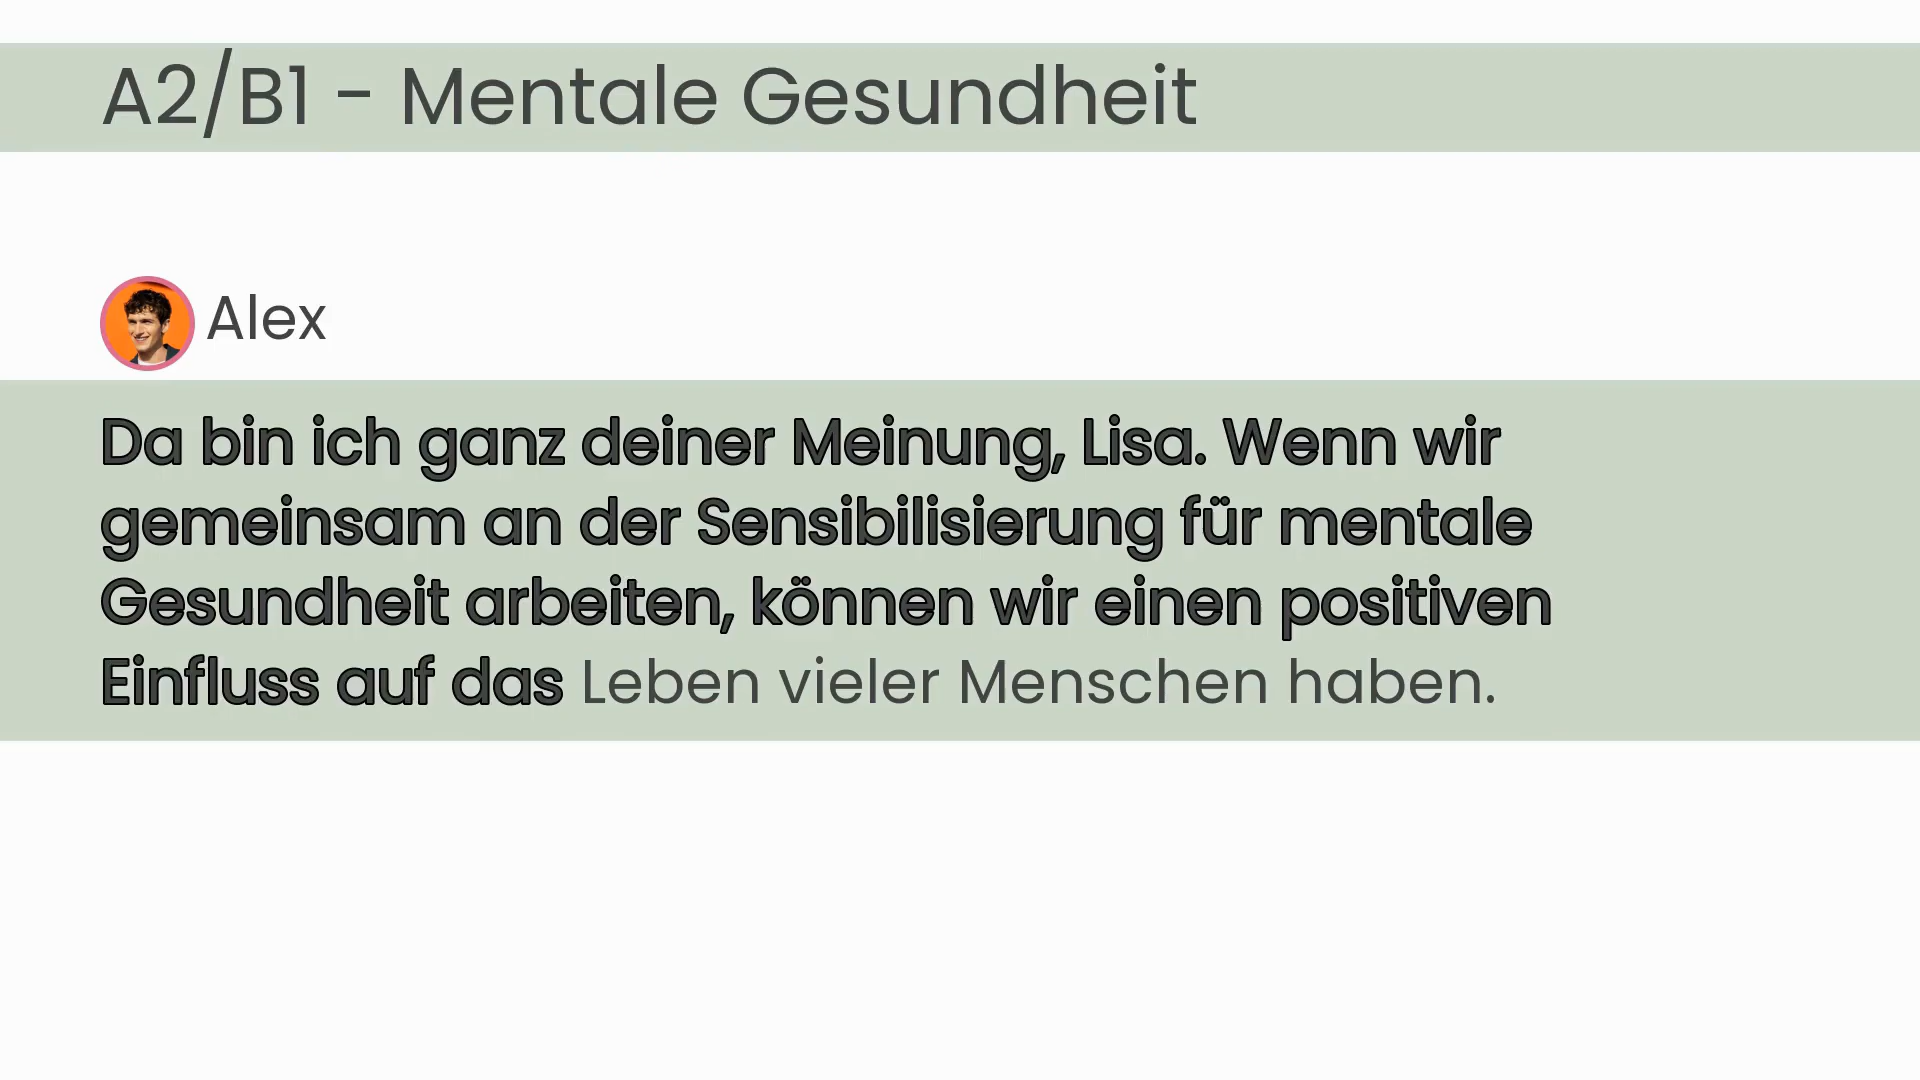 A2/B1 - Mentale Gesundheit
Alex
Da bin ich ganz deiner Meinung, Lisa. Wenn wir
gemeinsam an der Sensibilisierung für mentale
Gesundheit arbeiten, können wir einen positiven
Einfluss auf das Leben vieler Menschen haben.